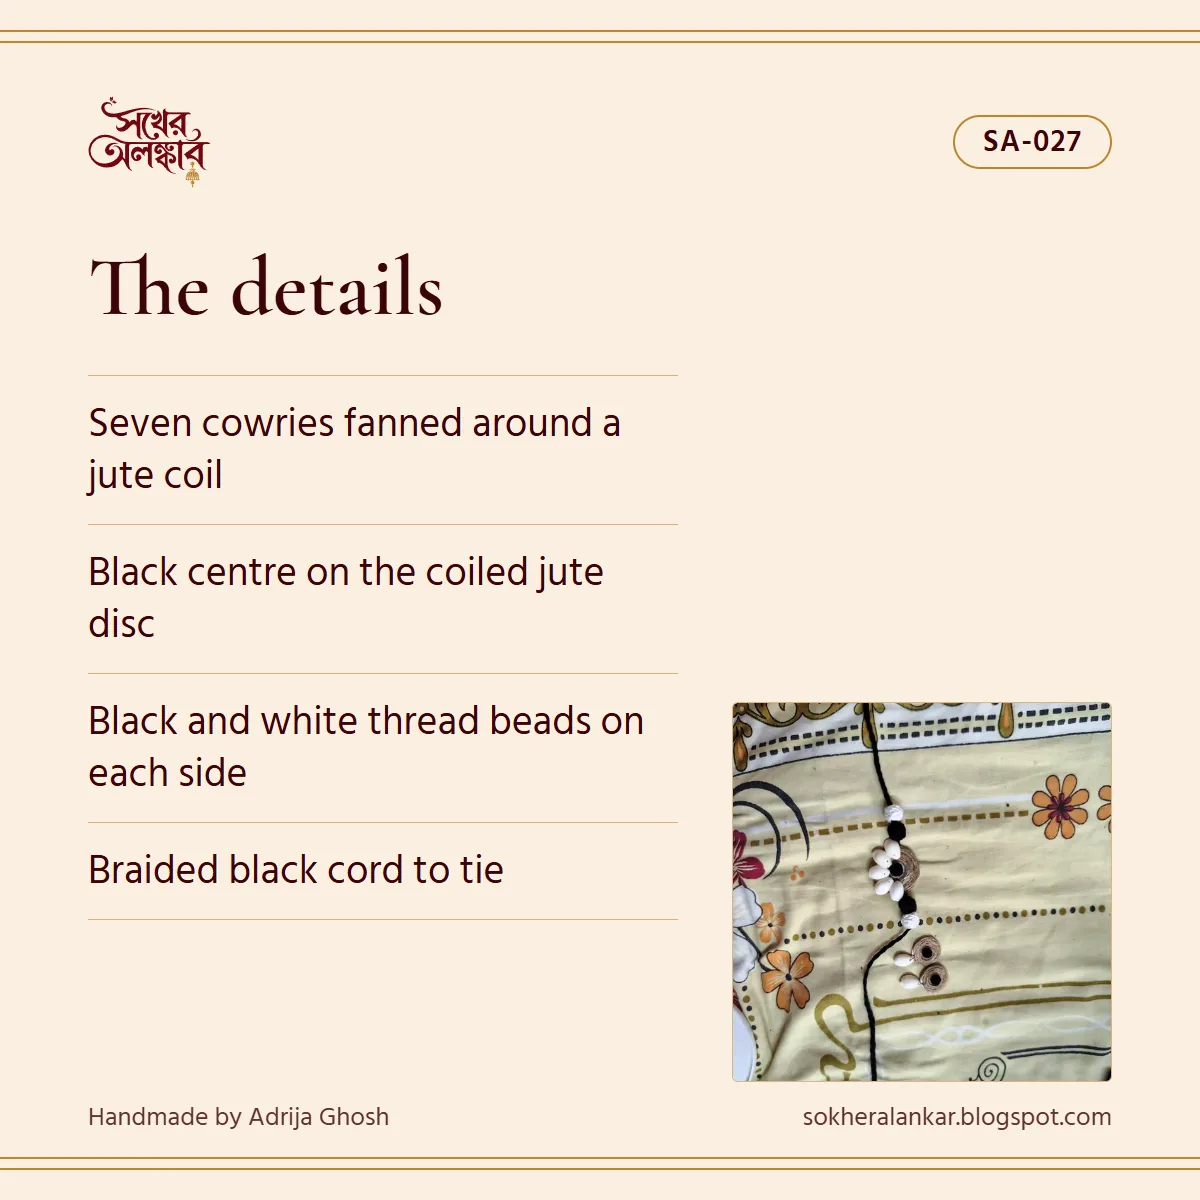 সখের
অলঙ্কার
SA-027
The details
Seven cowries fanned around a
jute coil
Black centre on the coiled jute
disc
Black and white thread beads on
each side
Braided black cord to tie
Handmade by Adrija Ghosh
sokheralankar.blogspot.com